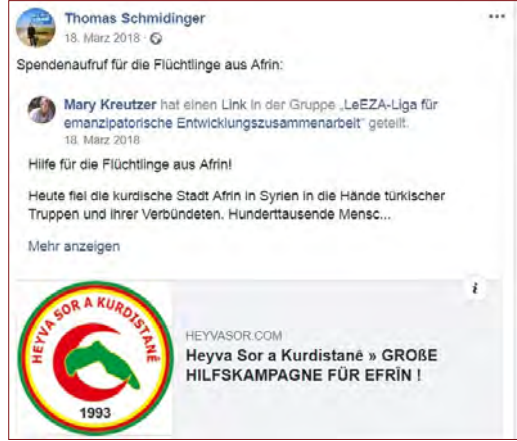 Thomas Schmidinger
18. März 2018
Spendenaufruf für die Flüchtlinge aus Afrin:
Mary Kreutzer hat einen Link in der Gruppe „LeEZA-Liga für
emanzipatorische Entwicklungszusammenarbeit“ geteilt.
18. März 2018
Hilfe für die Flüchtlinge aus Afrin!
Heute fiel die kurdische Stadt Afrin in Syrien in die Hände türkischer
Truppen und ihrer Verbündeten. Hunderttausende Mensc...
Mehr anzeigen
HEYVA SOR A KURDISTANÊ
1993
HEYVASOR.COM
Heyva Sor a Kurdistanê » GROßE
HILFSKAMPAGNE FÜR EFRÎN !